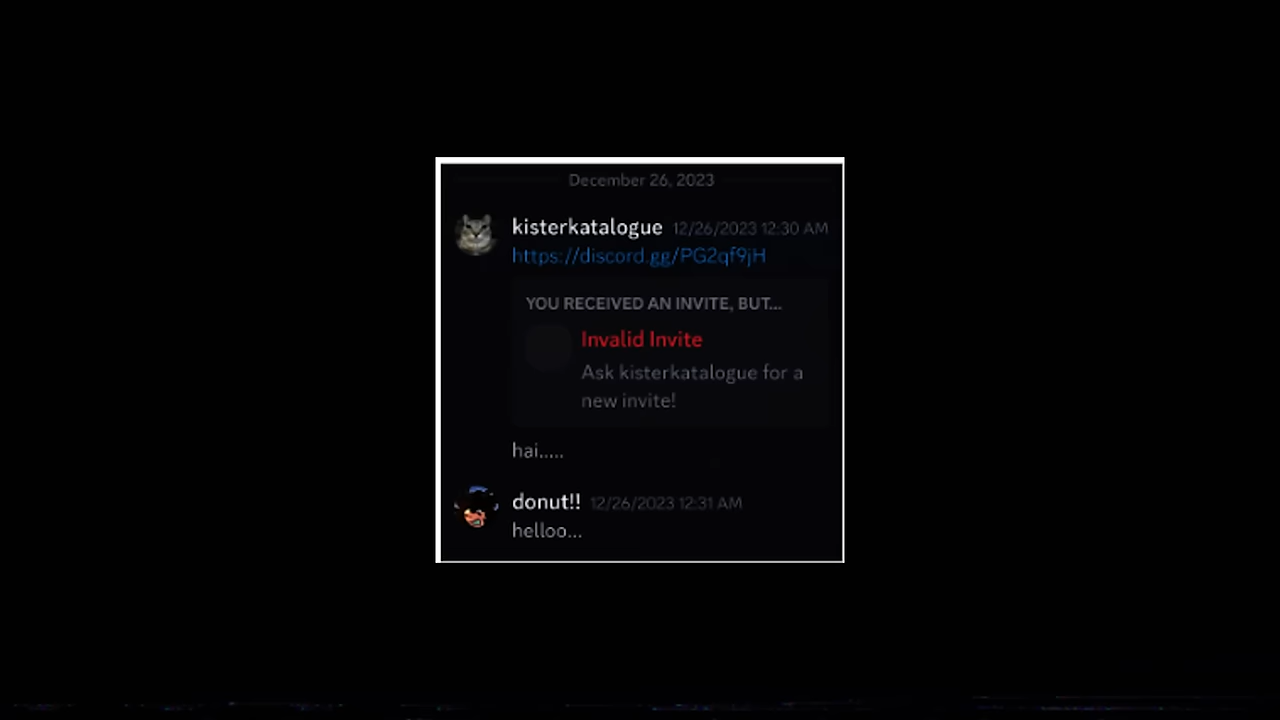 December 26, 2023
kisterkatalogue 12/26/2023 12:30 AM
https://discord.gg/PG2qf9jH
YOU RECEIVED AN INVITE, BUT...
Invalid Invite
Ask kisterkatalogue for a
new invite!
hai.....
donut!! 12/26/2023 12:31 AM
helloo...